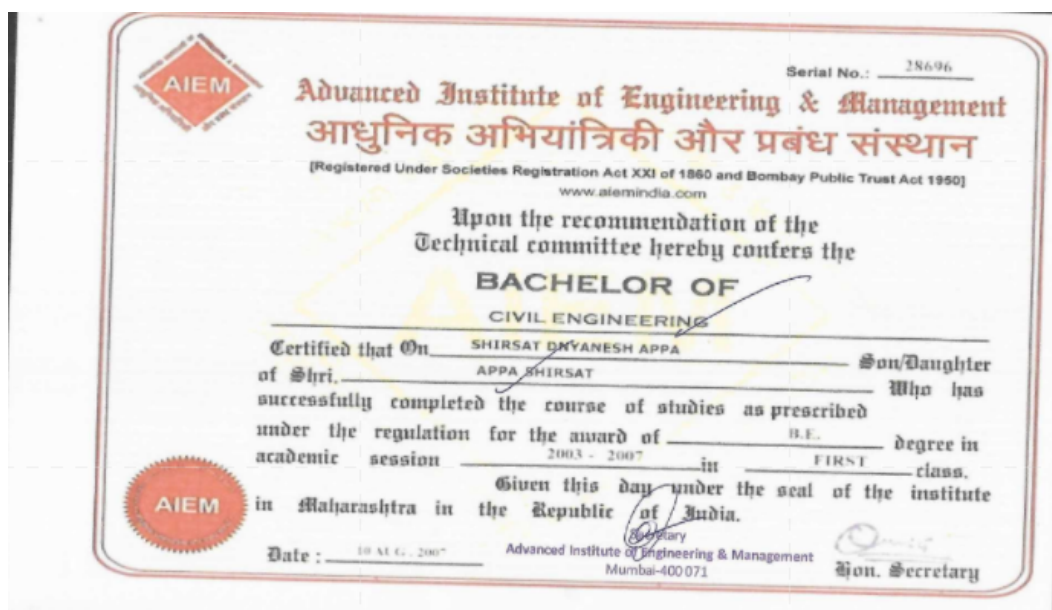 AIEM
Serial No.: 28696
Advanced Institute of Engineering & Management
आधुनिक अभियांत्रिकी और प्रबंध संस्थान
[Registered Under Societies Registration Act XXI of 1860 and Bombay Public Trust Act 1950]
www.aiemindia.com
Upon the recommendation of the
Technical committee hereby confers the
BACHELOR OF
CIVIL ENGINEERING
Certified that On SHIRSAT DNYANESH APPA Son/Daughter
of Shri. APPA SHIRSAT Who has
successfully completed the course of studies as prescribed
under the regulation for the award of B.E. degree in
academic session 2003 - 2007 in FIRST class.
Given this day under the seal of the institute
in Maharashtra in the Republic of India.
AIEM
Secretary
Advanced Institute of Engineering & Management
Mumbai-400 071
Date : 10 AUG, 2007
Hon. Secretary
AIEM